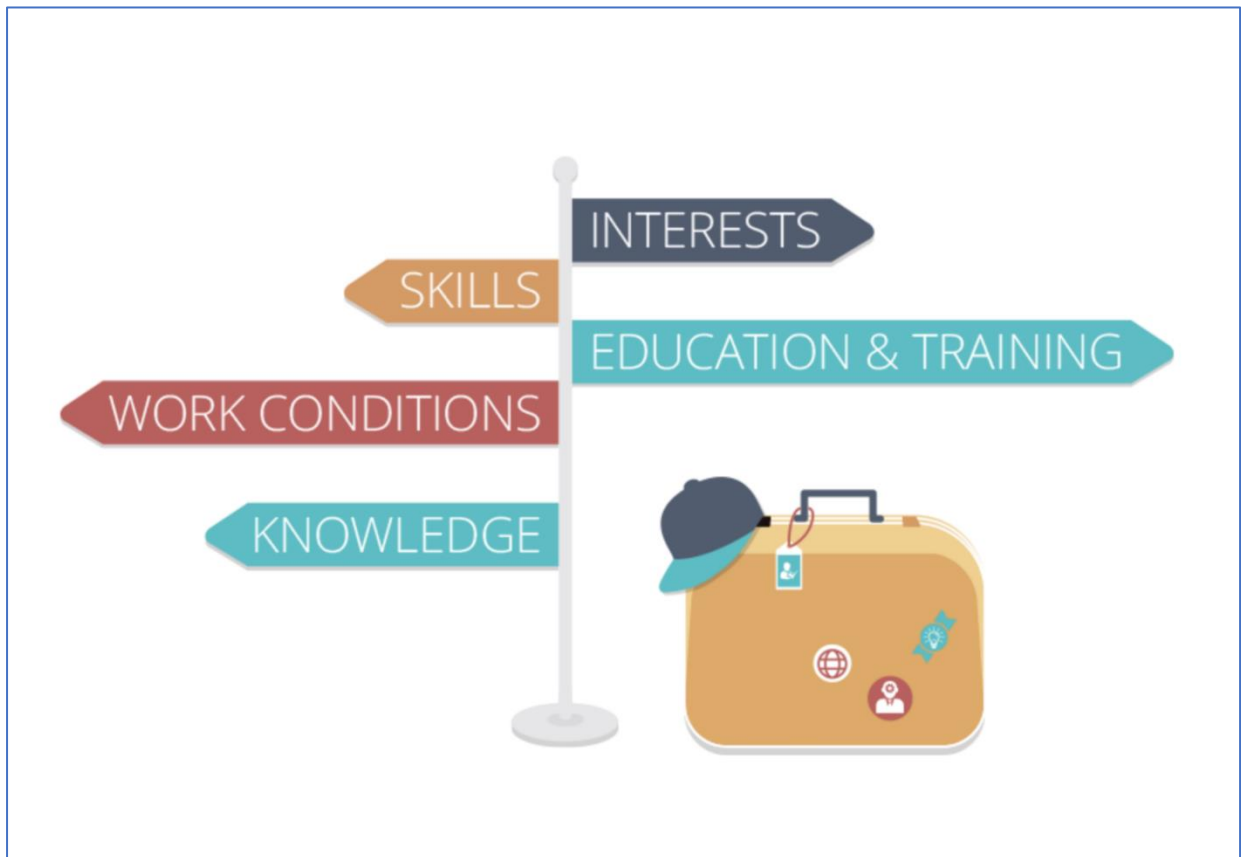 INTERESTS
SKILLS
EDUCATION & TRAINING
WORK CONDITIONS
KNOWLEDGE